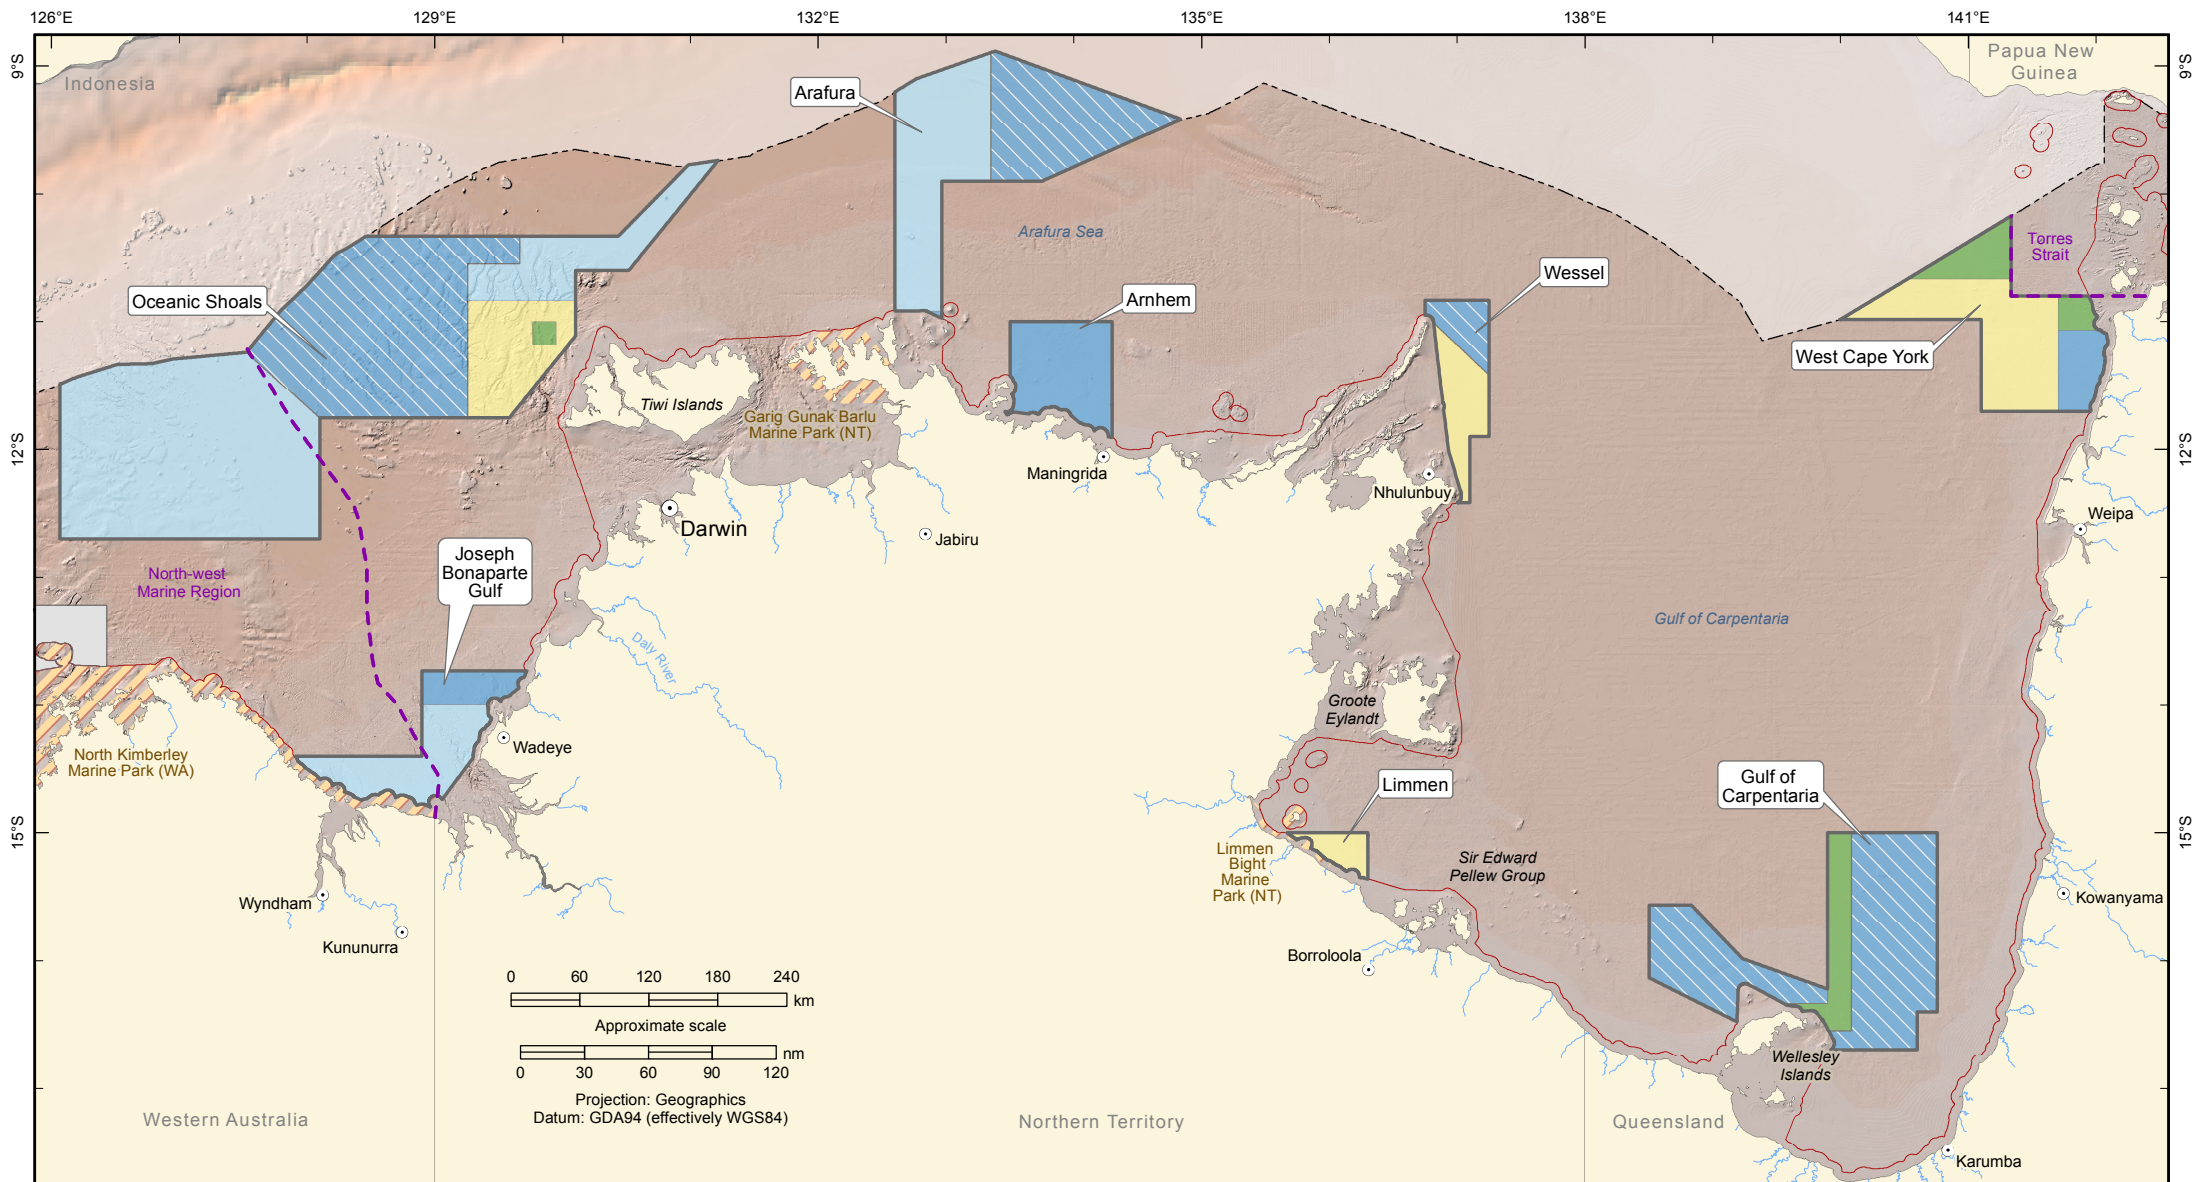 126°E
129°E
132°E
135°E
138°E
141°E
9°S
9°S
Indonesia
Papua New
Guinea
Arafura
Arafura Sea
Torres
Strait
Oceanic Shoals
Arnhem
Wessel
West Cape York
Tiwi Islands
Garig Gunak Barlu
Marine Park (NT)
12°S
12°S
Maningrida
Nhulunbuy
Weipa
Darwin
Jabiru
Joseph
Bonaparte
Gulf
North-west
Marine Region
Daly River
Gulf of Carpentaria
Groote
Eylandt
Wadeye
North Kimberley
Marine Park (WA)
Limmen
Gulf of
Carpentaria
15°S
15°S
Limmen
Bight
Marine
Park (NT)
Sir Edward
Pellew Group
Wyndham
Kowanyama
Kununurra
Borroloola
0 60 120 180 240
km
Approximate scale
nm
0 30 60 90 120
Wellesley
Islands
Projection: Geographics
Datum: GDA94 (effectively WGS84)
Western Australia
Northern Territory
Queensland
Karumba